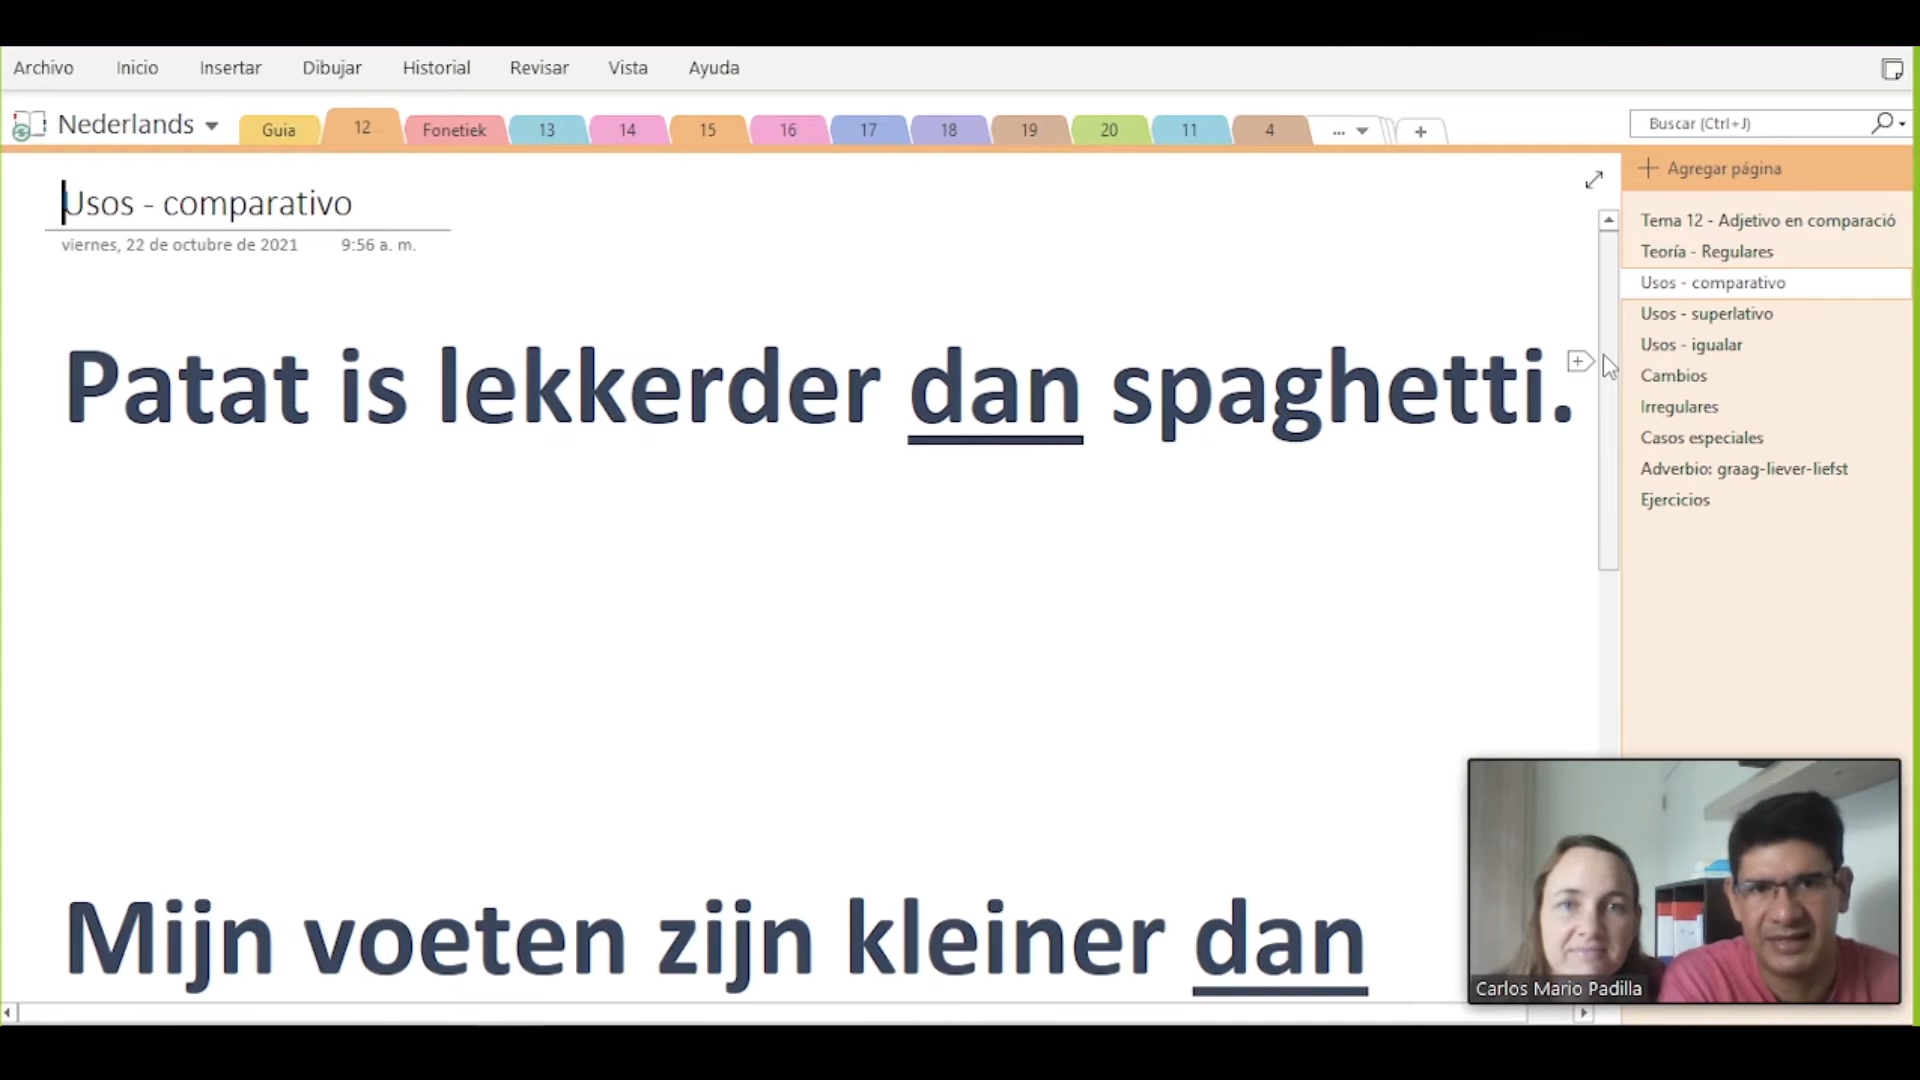 Archivo Inicio Insertar Dibujar Historial Revisar Vista Ayuda
Nederlands Guia 12 Fonetiek 13 14 15 16 17 18 19 20 11 4 ... +
Buscar (Ctrl+J)
Usos - comparativo
viernes, 22 de octubre de 2021 9:56 a. m.
Patat is lekkerder dan spaghetti.
Mijn voeten zijn kleiner dan
Agregar página
Tema 12 - Adjetivo en comparació
Teoría - Regulares
Usos - comparativo
Usos - superlativo
Usos - igualar
Cambios
Irregulares
Casos especiales
Adverbio: graag-liever-liefst
Ejercicios
Carlos Mario Padilla